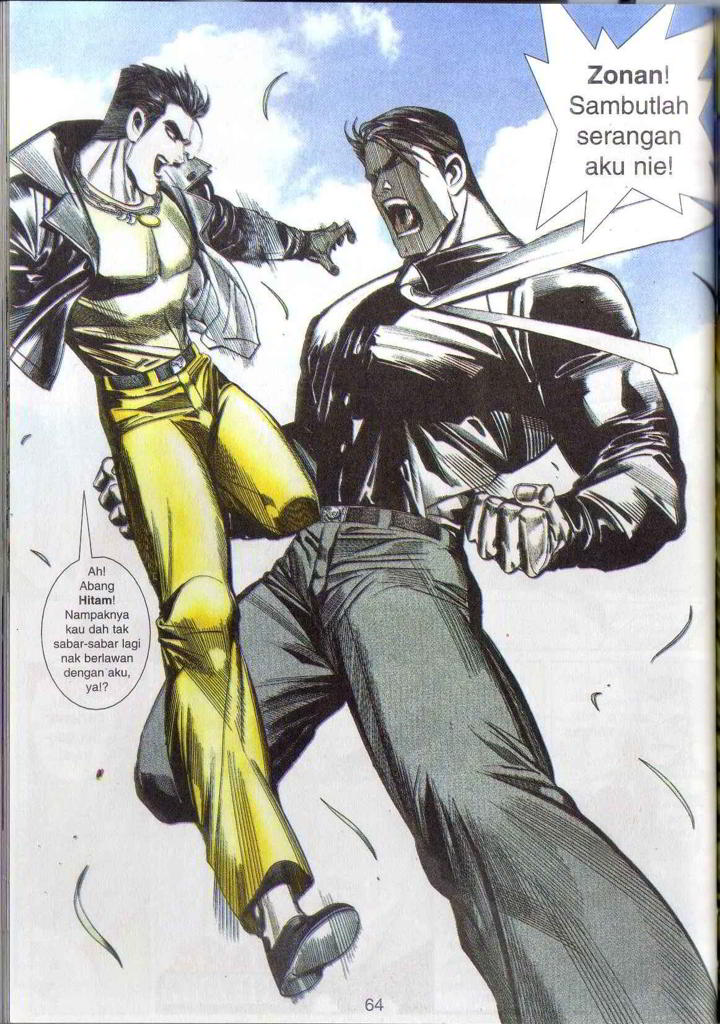 Zonan!
Sambutlah
serangan
aku nie!
Ah!
Abang
Hitam!
Nampaknya
kau dah tak
sabar-sabar lagi
nak berlawan
dengan aku,
ya!?
64